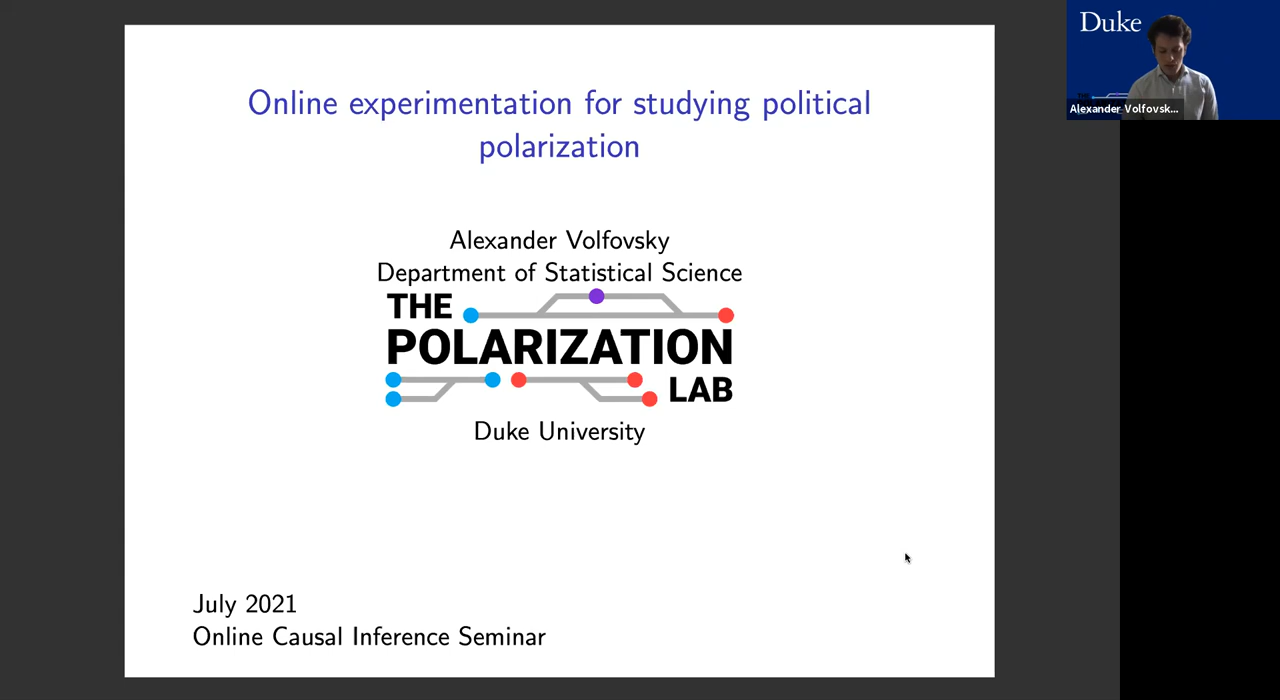 Online experimentation for studying political
polarization
Alexander Volfovsky
Department of Statistical Science
THE
POLARIZATION
LAB
Duke University
July 2021
Online Causal Inference Seminar
Duke
Alexander Volfovsk...